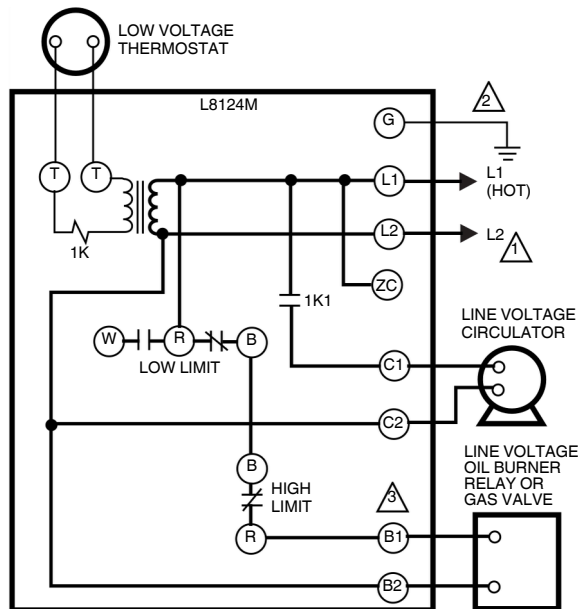 LOW VOLTAGE
THERMOSTAT
L8124M
2
G
T
T
L1
L1
(HOT)
L2
L2
1
1K
ZC
1K1
W
R
B
LOW LIMIT
LINE VOLTAGE
CIRCULATOR
C1
C2
B
HIGH
LIMIT
R
3
LINE VOLTAGE
OIL BURNER
RELAY OR
GAS VALVE
B1
B2